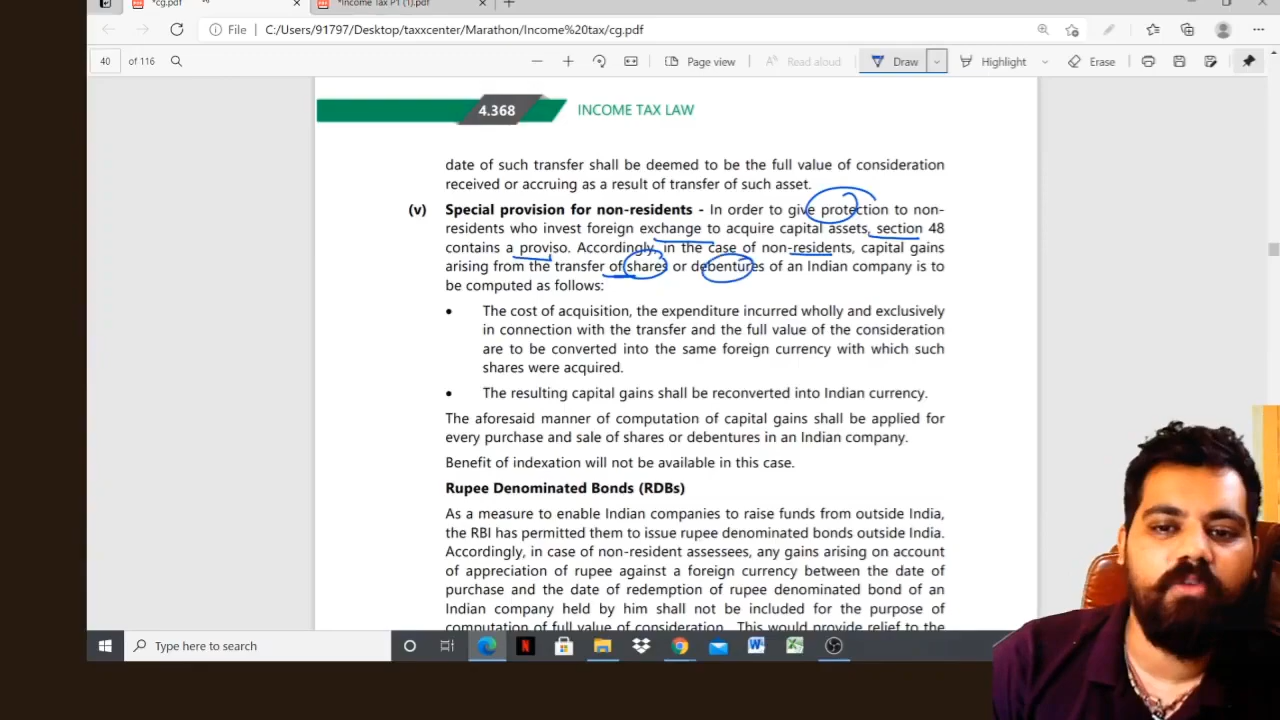 *cg.pdf
*Income Tax P1 (1).pdf
File
C:/Users/91797/Desktop/taxxcenter/Marathon/Income%20tax/cg.pdf
40 of 116
Page view
Read aloud
Draw
Highlight
Erase
4.368 INCOME TAX LAW
date of such transfer shall be deemed to be the full value of consideration
received or accruing as a result of transfer of such asset.
(v) Special provision for non-residents - In order to give protection to non-
residents who invest foreign exchange to acquire capital assets, section 48
contains a proviso. Accordingly, in the case of non-residents, capital gains
arising from the transfer of shares or debentures of an Indian company is to
be computed as follows:
• The cost of acquisition, the expenditure incurred wholly and exclusively
in connection with the transfer and the full value of the consideration
are to be converted into the same foreign currency with which such
shares were acquired.
• The resulting capital gains shall be reconverted into Indian currency.
The aforesaid manner of computation of capital gains shall be applied for
every purchase and sale of shares or debentures in an Indian company.
Benefit of indexation will not be available in this case.
Rupee Denominated Bonds (RDBs)
As a measure to enable Indian companies to raise funds from outside India,
the RBI has permitted them to issue rupee denominated bonds outside India.
Accordingly, in case of non-resident assessees, any gains arising on account
of appreciation of rupee against a foreign currency between the date of
purchase and the date of redemption of rupee denominated bond of an
Indian company held by him shall not be included for the purpose of
computation of full value of consideration. This would provide relief to the
Type here to search